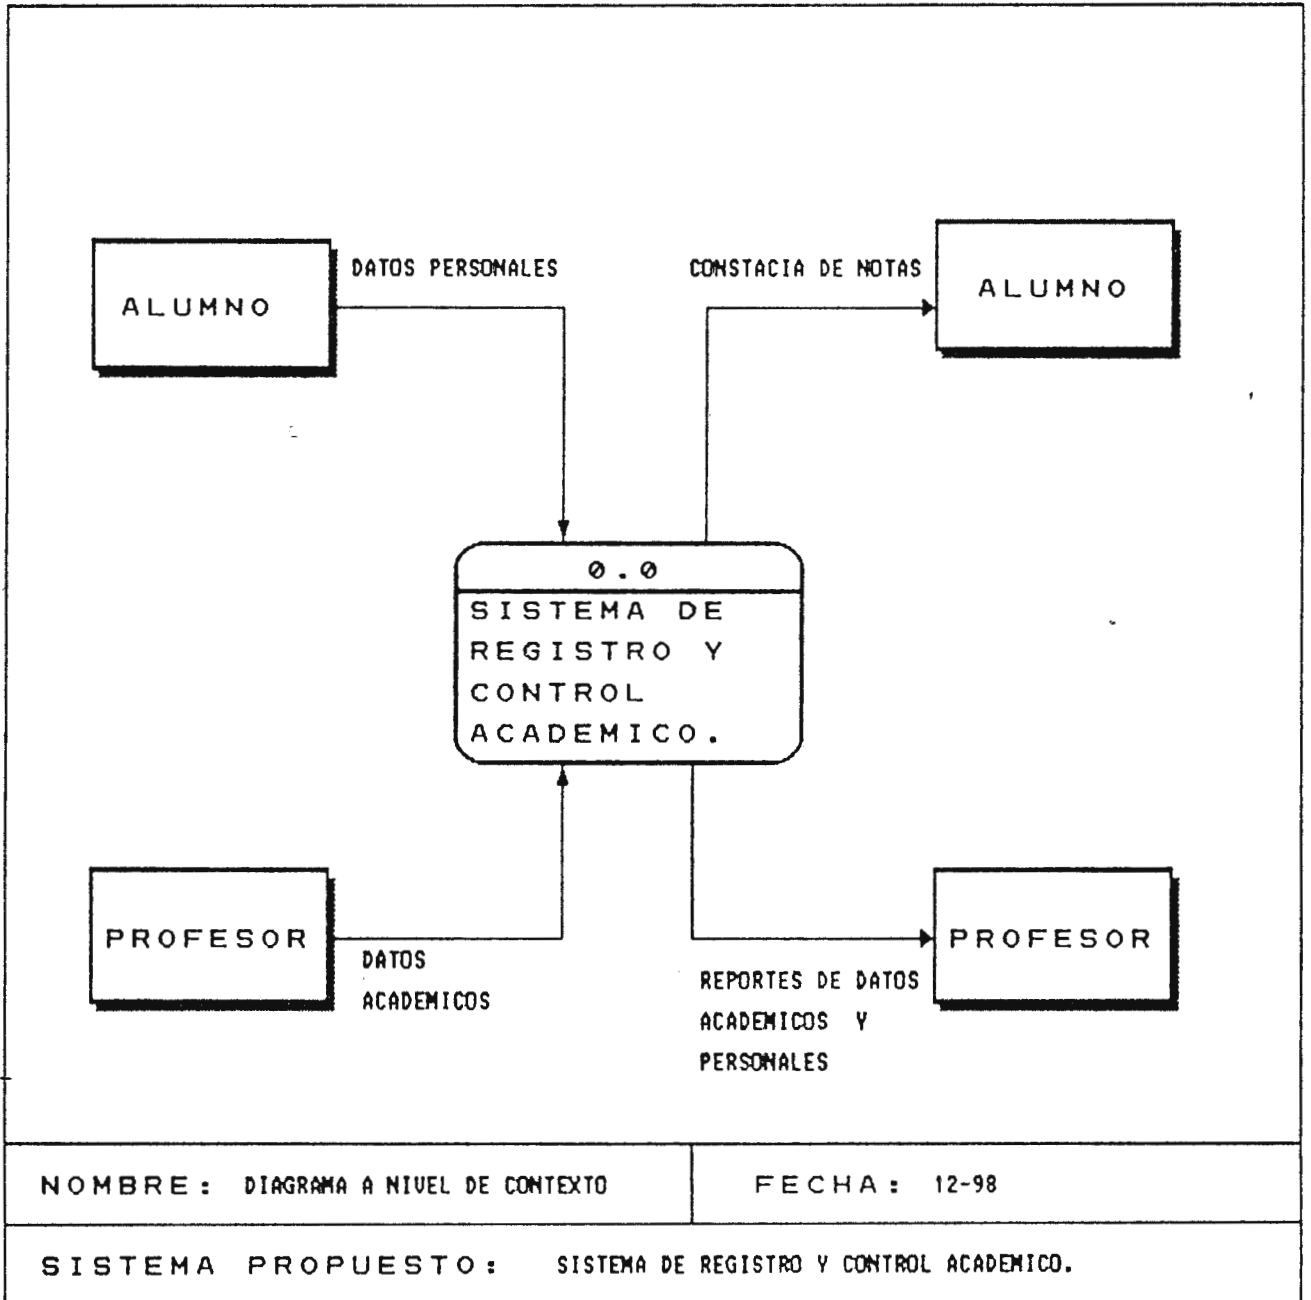 DATOS PERSONALES
CONSTACIA DE NOTAS
ALUMNO
ALUMNO
0.0
SISTEMA DE
REGISTRO Y
CONTROL
ACADEMICO.
PROFESOR
PROFESOR
DATOS
ACADEMICOS
REPORTES DE DATOS
ACADEMICOS Y
PERSONALES
NOMBRE: DIAGRAMA A NIVEL DE CONTEXTO
FECHA: 12-98
SISTEMA PROPUESTO: SISTEMA DE REGISTRO Y CONTROL ACADEMICO.